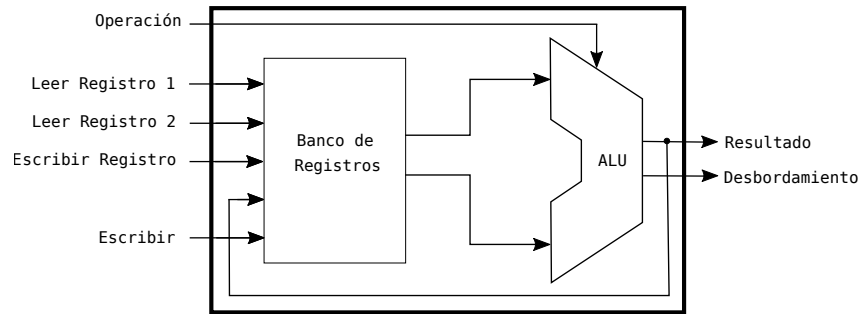 Operación
Leer Registro 1
Leer Registro 2
Escribir Registro
Escribir
Banco de
Registros
ALU
Resultado
Desbordamiento